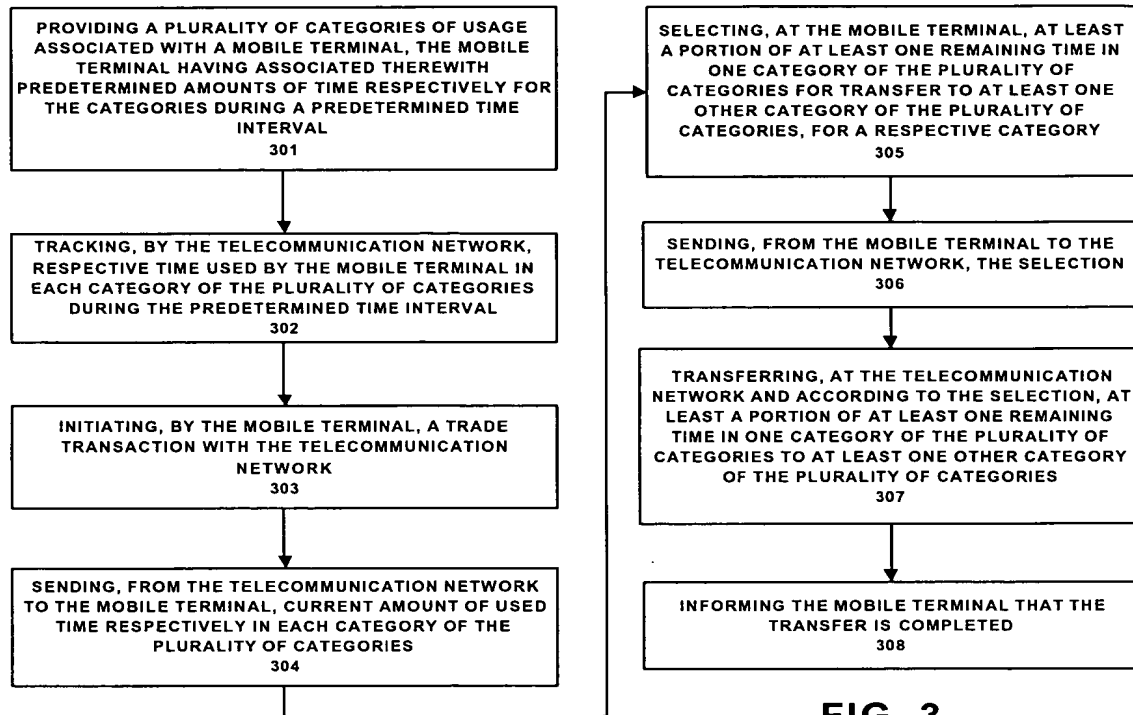 PROVIDING A PLURALITY OF CATEGORIES OF USAGE
ASSOCIATED WITH A MOBILE TERMINAL, THE MOBILE
TERMINAL HAVING ASSOCIATED THEREWITH
PREDETERMINED AMOUNTS OF TIME RESPECTIVELY FOR
THE CATEGORIES DURING A PREDETERMINED TIME
INTERVAL
301
TRACKING, BY THE TELECOMMUNICATION NETWORK,
RESPECTIVE TIME USED BY THE MOBILE TERMINAL IN
EACH CATEGORY OF THE PLURALITY OF CATEGORIES
DURING THE PREDETERMINED TIME INTERVAL
302
INITIATING, BY THE MOBILE TERMINAL, A TRADE
TRANSACTION WITH THE TELECOMMUNICATION
NETWORK
303
SENDING, FROM THE TELECOMMUNICATION NETWORK
TO THE MOBILE TERMINAL, CURRENT AMOUNT OF USED
TIME RESPECTIVELY IN EACH CATEGORY OF THE
PLURALITY OF CATEGORIES
304
SELECTING, AT THE MOBILE TERMINAL, AT LEAST
A PORTION OF AT LEAST ONE REMAINING TIME IN
ONE CATEGORY OF THE PLURALITY OF
CATEGORIES FOR TRANSFER TO AT LEAST ONE
OTHER CATEGORY OF THE PLURALITY OF
CATEGORIES, FOR A RESPECTIVE CATEGORY
305
SENDING, FROM THE MOBILE TERMINAL TO THE
TELECOMMUNICATION NETWORK, THE SELECTION
306
TRANSFERRING, AT THE TELECOMMUNICATION
NETWORK AND ACCORDING TO THE SELECTION, AT
LEAST A PORTION OF AT LEAST ONE REMAINING
TIME IN ONE CATEGORY OF THE PLURALITY OF
CATEGORIES TO AT LEAST ONE OTHER CATEGORY
OF THE PLURALITY OF CATEGORIES
307
INFORMING THE MOBILE TERMINAL THAT THE
TRANSFER IS COMPLETED
308
FIG. 3